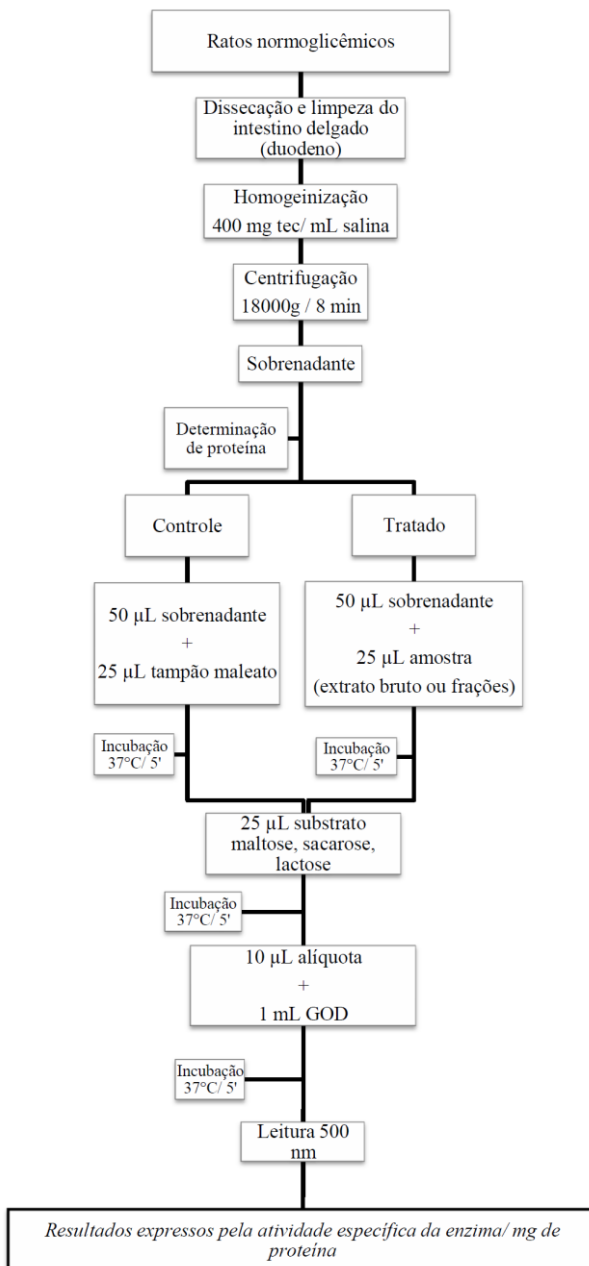 Ratos normoglicêmicos
Dissecação e limpeza do
intestino delgado
(duodeno)
Homogeinização
400 mg tec/ mL salina
Centrifugação
18000g / 8 min
Sobrenadante
Determinação
de proteína
Controle
Tratado
50 µL sobrenadante
+
25 µL tampão maleato
50 µL sobrenadante
+
25 µL amostra
(extrato bruto ou frações)
Incubação
37°C/ 5'
Incubação
37°C/ 5'
25 µL substrato
maltose, sacarose,
lactose
Incubação
37°C/ 5'
10 µL alíquota
+
1 mL GOD
Incubação
37°C/ 5'
Leitura 500
nm
Resultados expressos pela atividade específica da enzima/ mg de
proteína